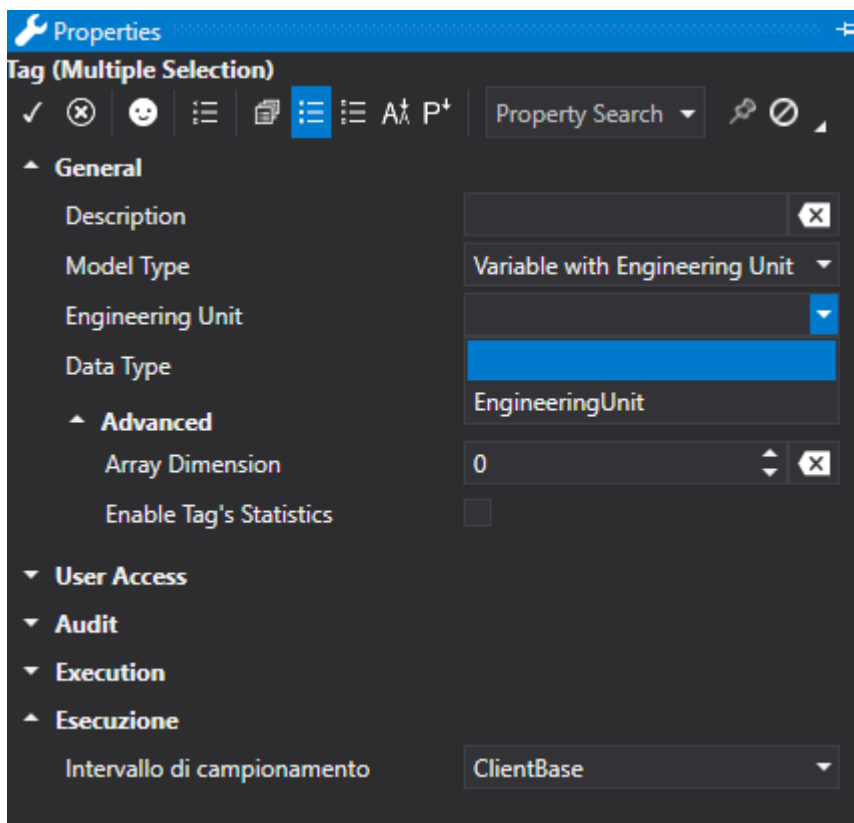 Properties
Tag (Multiple Selection)
Property Search
General
Description
Model Type Variable with Engineering Unit
Engineering Unit
Data Type
EngineeringUnit
Advanced
Array Dimension 0
Enable Tag's Statistics
User Access
Audit
Execution
Esecuzione
Intervallo di campionamento ClientBase